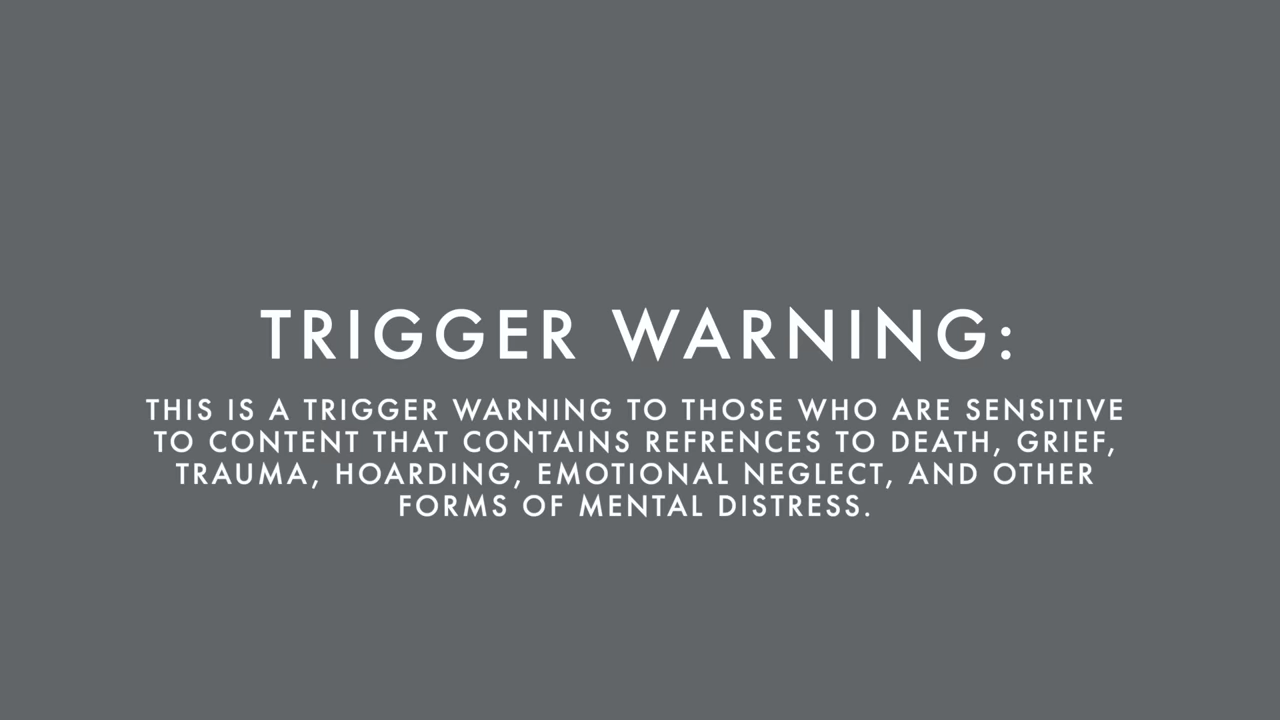 TRIGGER WARNING:
THIS IS A TRIGGER WARNING TO THOSE WHO ARE SENSITIVE
TO CONTENT THAT CONTAINS REFRENCES TO DEATH, GRIEF,
TRAUMA, HOARDING, EMOTIONAL NEGLECT, AND OTHER
FORMS OF MENTAL DISTRESS.